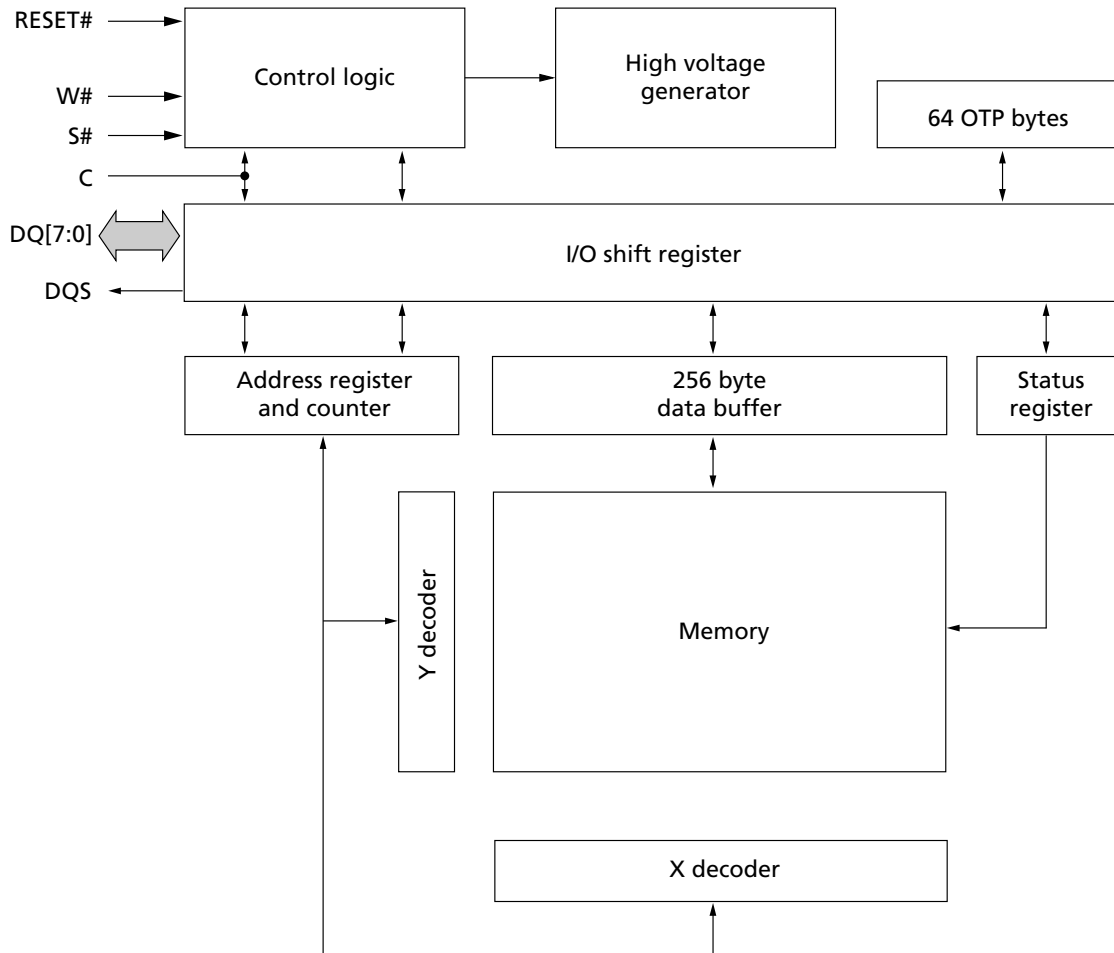 RESET#
W#
S#
C
DQ[7:0]
DQS
Control logic
High voltage
generator
64 OTP bytes
I/O shift register
Address register
and counter
256 byte
data buffer
Status
register
Y decoder
Memory
X decoder